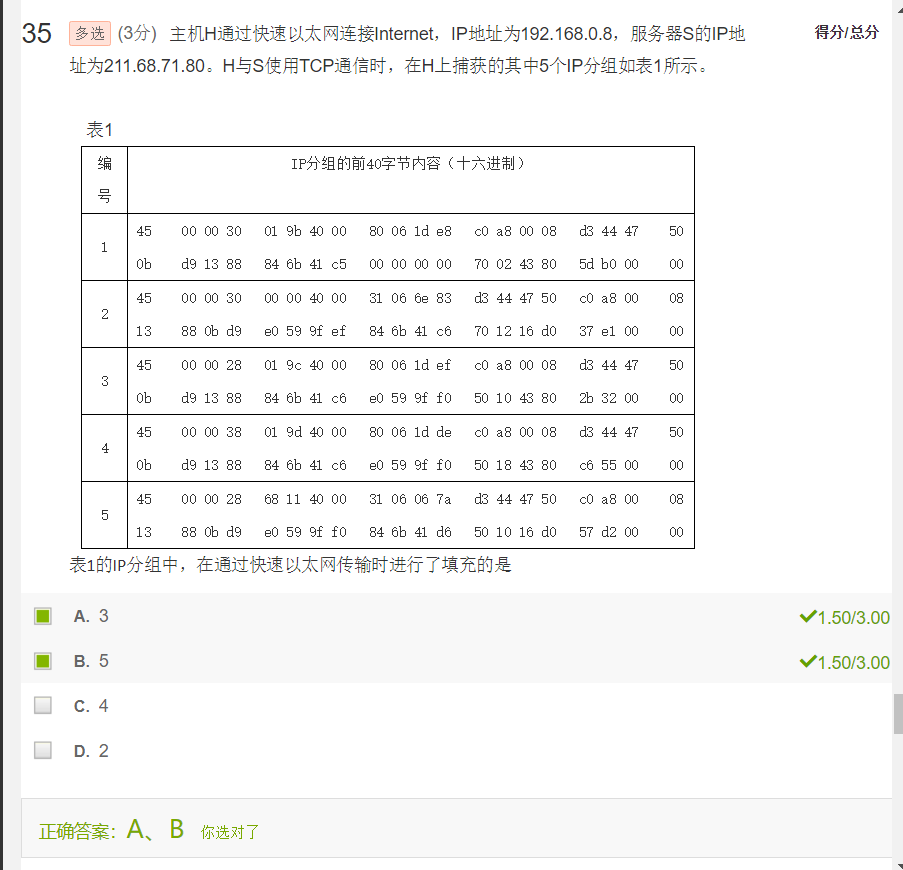 35 多选 (3分) 主机H通过快速以太网连接Internet，IP地址为192.168.0.8，服务器S的IP地 得分/总分
址为211.68.71.80。H与S使用TCP通信时，在H上捕获的其中5个IP分组如表1所示。
表1
编号 IP分组的前40字节内容（十六进制）
1 45 00 00 30 01 9b 40 00 80 06 1d e8 c0 a8 00 08 d3 44 47 50
0b d9 13 88 84 6b 41 c5 00 00 00 00 70 02 43 80 5d b0 00 00
2 45 00 00 30 00 00 40 00 31 06 6e 83 d3 44 47 50 c0 a8 00 08
13 88 0b d9 e0 59 9f ef 84 6b 41 c6 70 12 16 d0 37 e1 00 00
3 45 00 00 28 01 9c 40 00 80 06 1d ef c0 a8 00 08 d3 44 47 50
0b d9 13 88 84 6b 41 c6 e0 59 9f f0 50 10 43 80 2b 32 00 00
4 45 00 00 38 01 9d 40 00 80 06 1d de c0 a8 00 08 d3 44 47 50
0b d9 13 88 84 6b 41 c6 e0 59 9f f0 50 18 43 80 c6 55 00 00
5 45 00 00 28 68 11 40 00 31 06 06 7a d3 44 47 50 c0 a8 00 08
13 88 0b d9 e0 59 9f f0 84 6b 41 d6 50 10 16 d0 57 d2 00 00
表1的IP分组中，在通过快速以太网传输时进行了填充的是
A. 3 1.50/3.00
B. 5 1.50/3.00
C. 4
D. 2
正确答案：A、B 你选对了